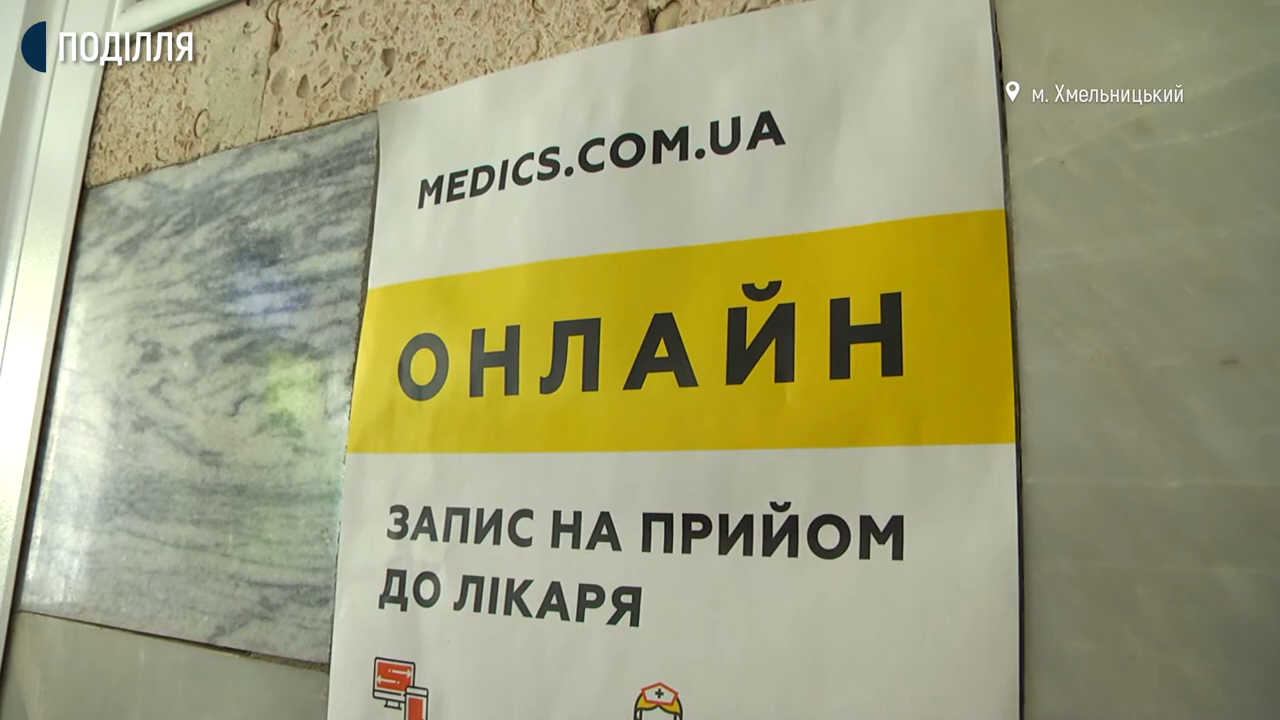 ПОДІЛЛЯ
м. Хмельницький
MEDICS.COM.UA
ОНЛАЙН
ЗАПИС НА ПРИЙОМ
ДО ЛІКАРЯ